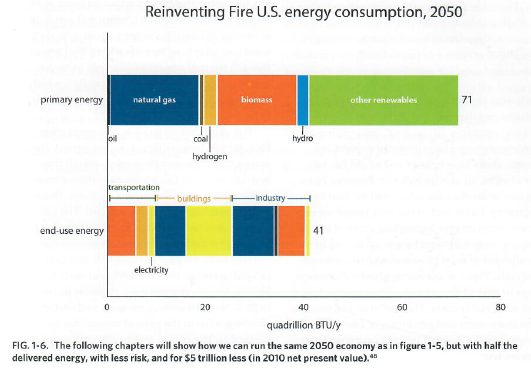 Reinventing Fire U.S. energy consumption, 2050
primary energy
natural gas
biomass
other renewables
71
oil
coal
hydro
hydrogen
transportation
buildings
industry
end-use energy
41
electricity
0 20 40 60 80
quadrillion BTU/y
FIG. 1-6. The following chapters will show how we can run the same 2050 economy as in figure 1-5, but with half the
delivered energy, with less risk, and for $5 trillion less (in 2010 net present value).